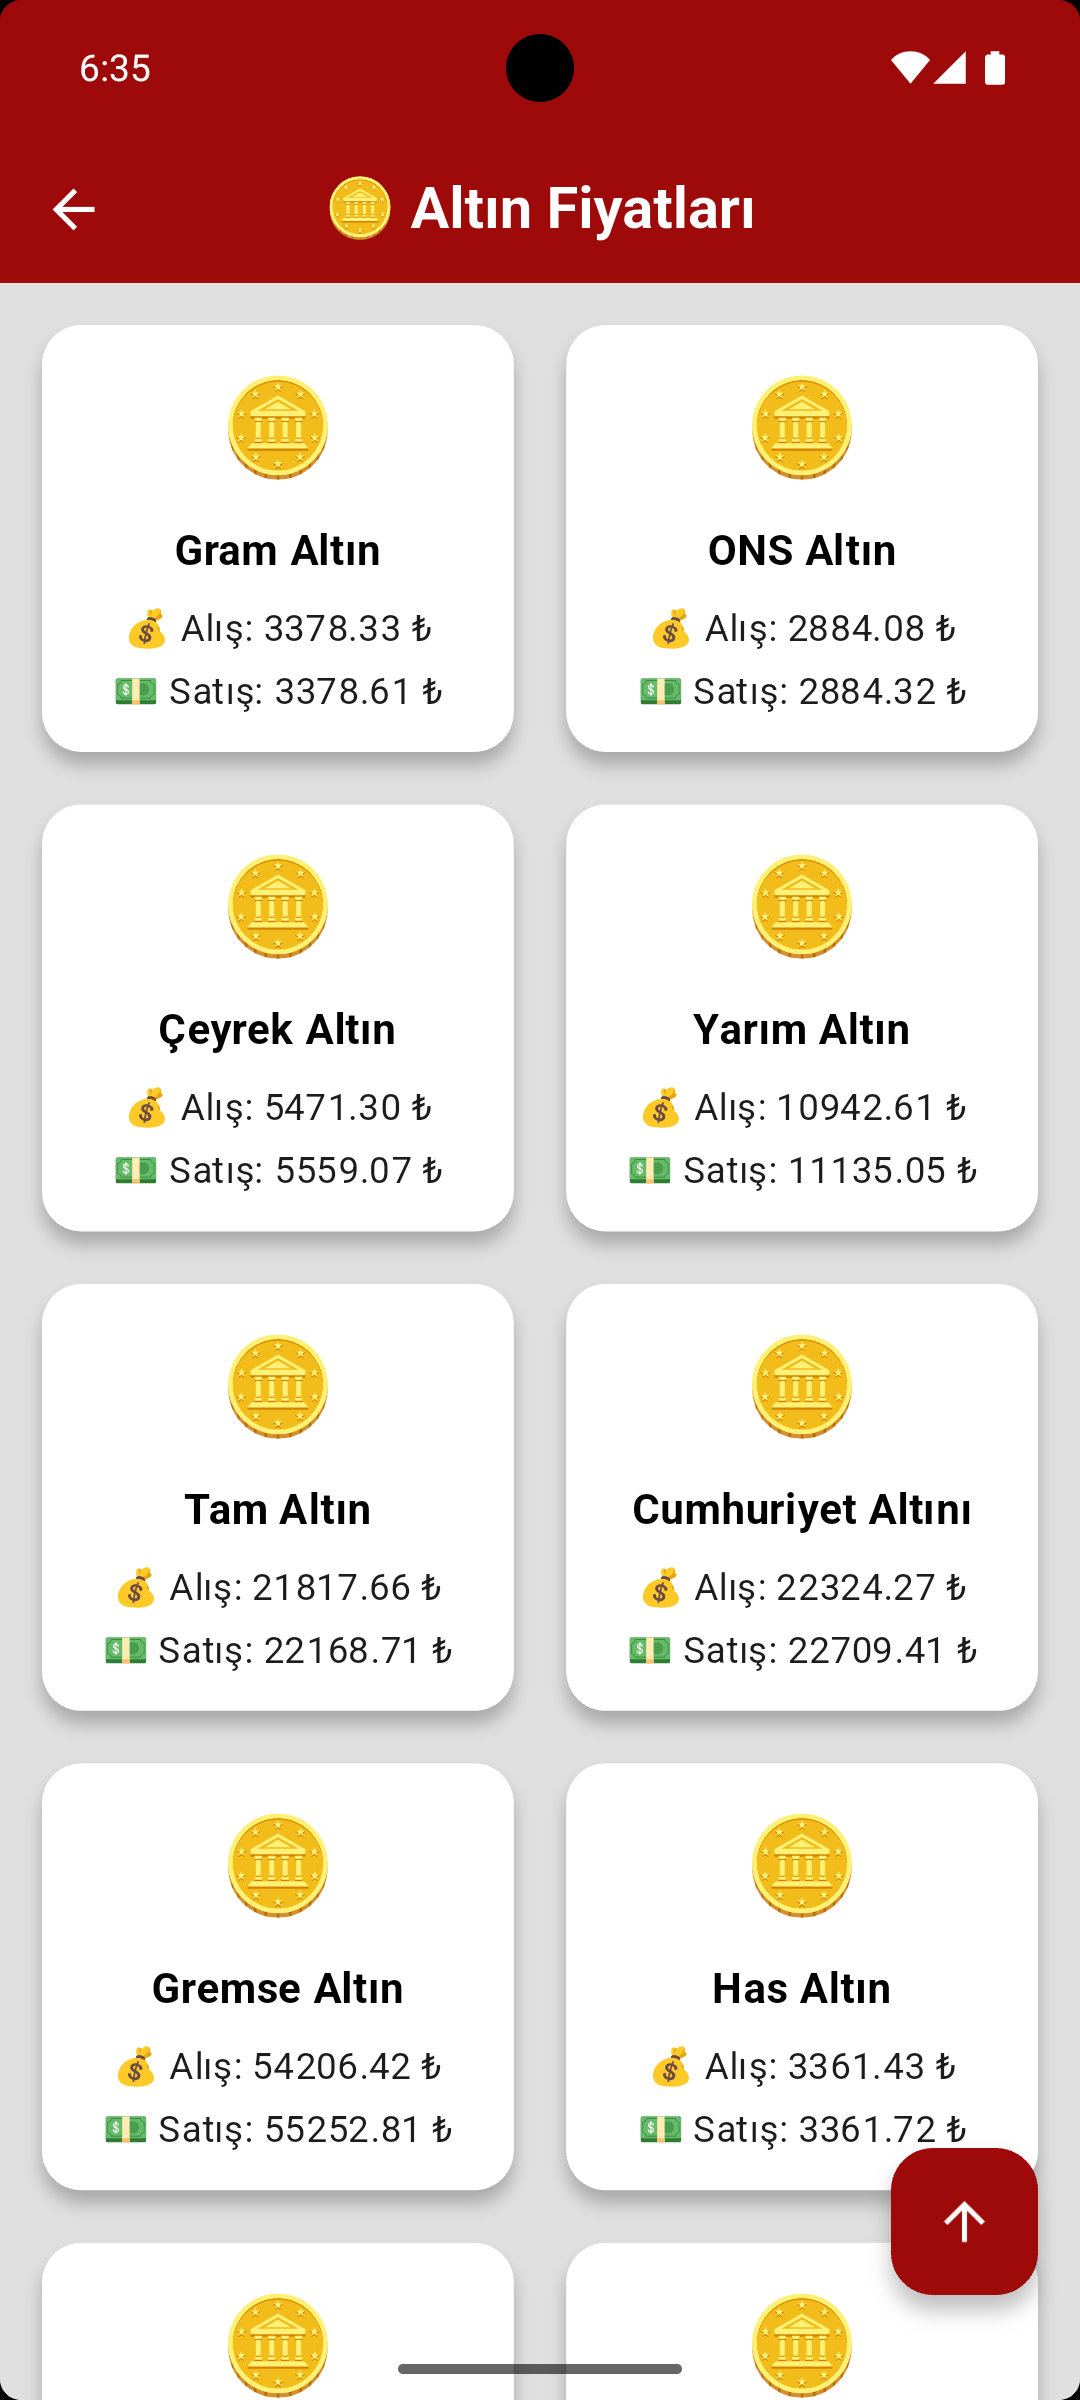 6:35
Altın Fiyatları
Gram Altın
Alış: 3378.33 ₺
Satış: 3378.61 ₺
ONS Altın
Alış: 2884.08 ₺
Satış: 2884.32 ₺
Çeyrek Altın
Alış: 5471.30 ₺
Satış: 5559.07 ₺
Yarım Altın
Alış: 10942.61 ₺
Satış: 11135.05 ₺
Tam Altın
Alış: 21817.66 ₺
Satış: 22168.71 ₺
Cumhuriyet Altını
Alış: 22324.27 ₺
Satış: 22709.41 ₺
Gremse Altın
Alış: 54206.42 ₺
Satış: 55252.81 ₺
Has Altın
Alış: 3361.43 ₺
Satış: 3361.72 ₺